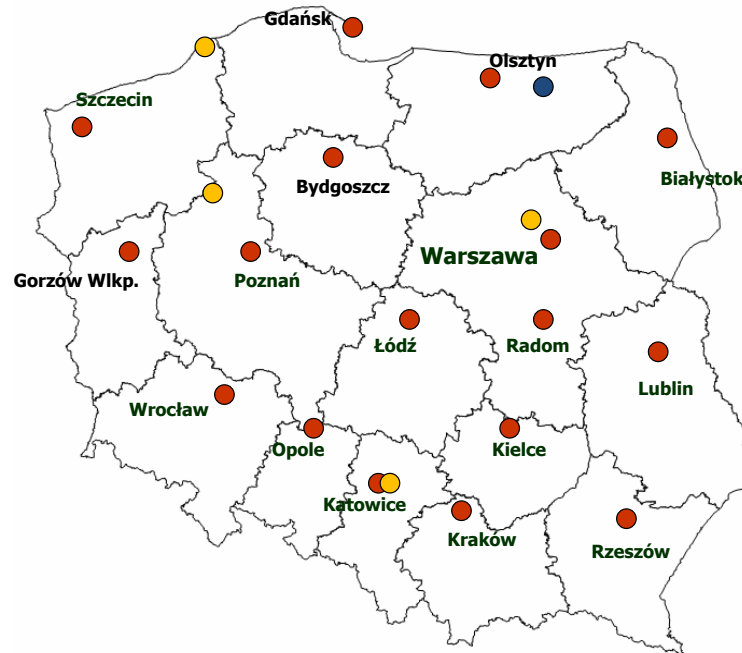 Gdańsk
Olsztyn
Szczecin
Białystok
Bydgoszcz
Warszawa
Gorzów Wlkp.
Poznań
Łódź
Radom
Lublin
Wrocław
Opole
Kielce
Katowice
Kraków
Rzeszów